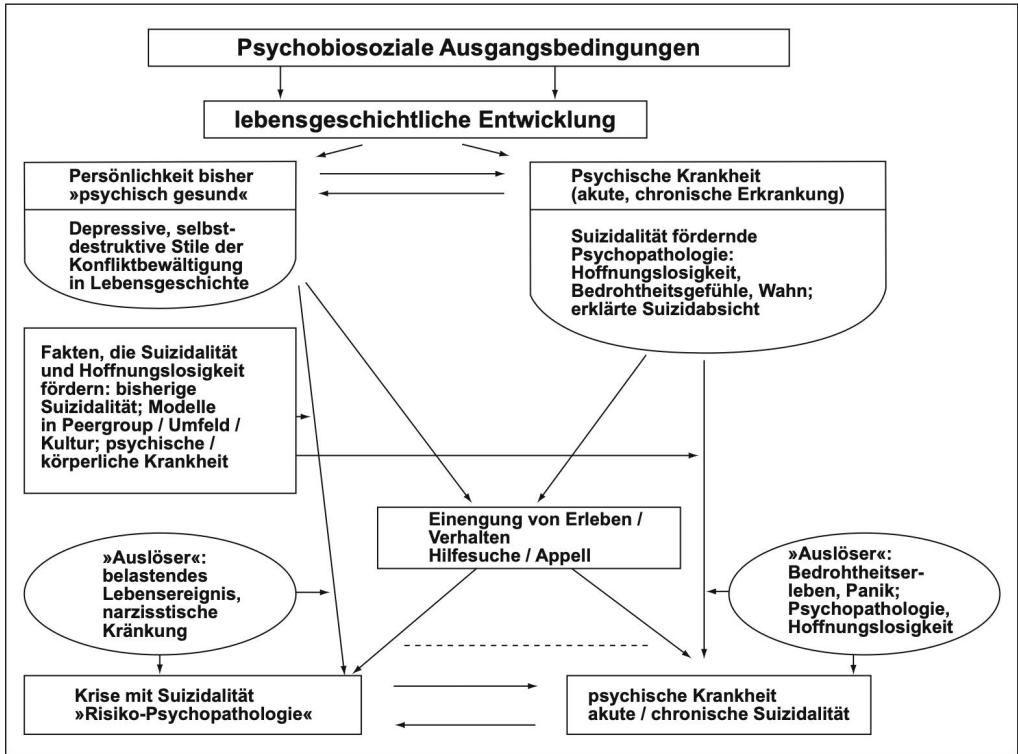 Psychobiosoziale Ausgangsbedingungen
lebensgeschichtliche Entwicklung
Persönlichkeit bisher
»psychisch gesund«
Depressive, selbst-
destruktive Stile der
Konfliktbewältigung
in Lebensgeschichte
Psychische Krankheit
(akute, chronische Erkrankung)
Suizidalität fördernde
Psychopathologie:
Hoffnungslosigkeit,
Bedrohtheitsgefühle, Wahn;
erklärte Suizidabsicht
Fakten, die Suizidalität
und Hoffnungslosigkeit
fördern: bisherige
Suizidalität; Modelle
in Peergroup / Umfeld /
Kultur; psychische /
körperliche Krankheit
Einengung von Erleben /
Verhalten
Hilfesuche / Appell
»Auslöser«:
belastendes
Lebensereignis,
narzisstische
Kränkung
»Auslöser«:
Bedrohtheitser-
leben, Panik;
Psychopathologie,
Hoffnungslosigkeit
Krise mit Suizidalität
»Risiko-Psychopathologie«
psychische Krankheit
akute / chronische Suizidalität